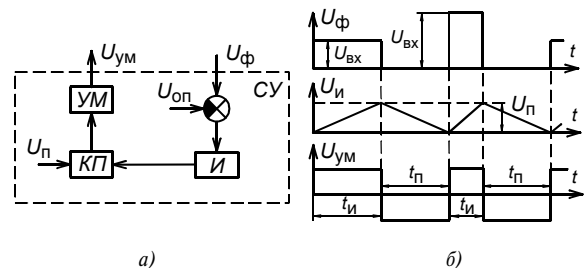 U_ум
U_ф
УМ
U_оп
СУ
U_п
КП
И
а)
U_ф
U_вх
U_вх
t
U_и
U_п
t
U_ум
t_п
t_п
t
t_и
t_и
б)